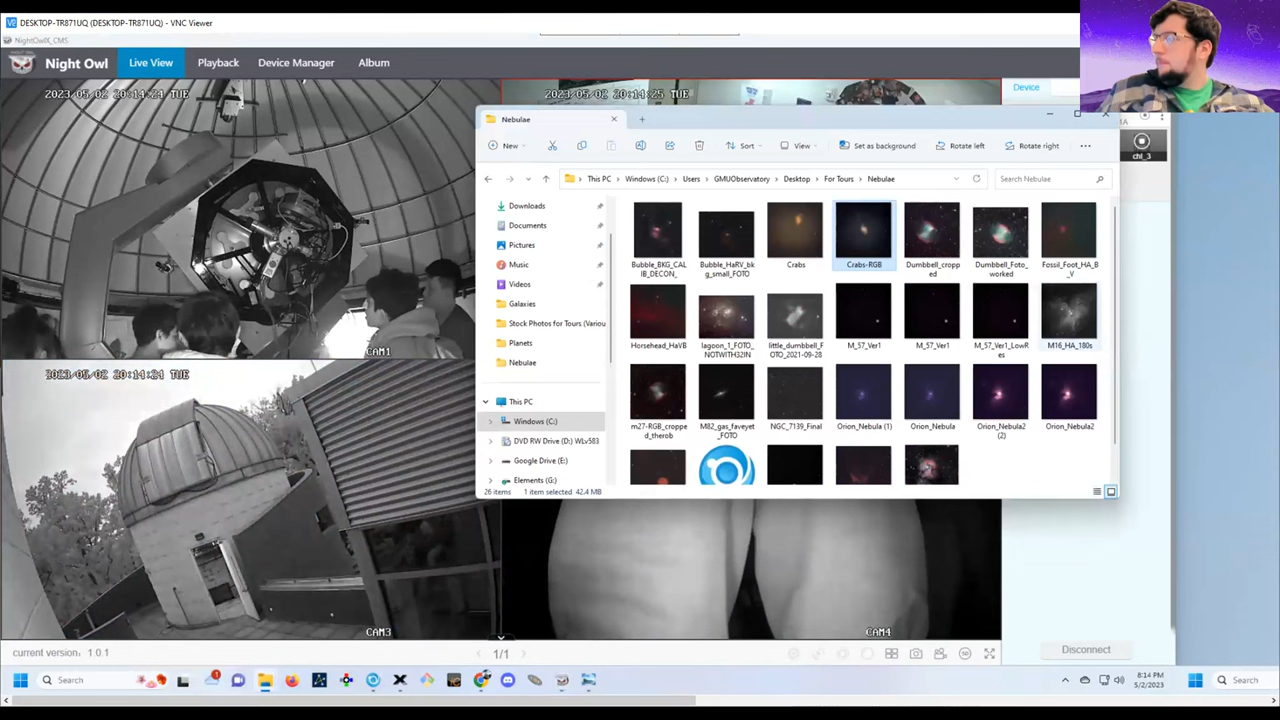 DESKTOP-TR871UQ (DESKTOP-TR871UQ) - VNC Viewer
NightOwlX_CMS
Night Owl
Live View
Playback
Device Manager
Album
2023/05/02 20:14:24 TUE
2023/05/02 20:14:25 TUE
Device
Nebulae
New
Sort
View
Set as background
Rotate left
Rotate right
chl_3
This PC
Windows (C:)
Users
GMUObservatory
Desktop
For Tours
Nebulae
Search Nebulae
Downloads
Documents
Pictures
Music
Videos
Galaxies
Stock Photos for Tours (Variou
Planets
Nebulae
This PC
Windows (C:)
DVD RW Drive (D:) WLv583
Google Drive (E:)
Elements (G:)
Bubble_BKG_CAL
IB_DECON_
Bubble_HaRV_bk
g_small_FOTO
Crabs
Crabs-RGB
Dumbbell_cropp
ed
Dumbbell_Foto_
worked
Fossil_Foot_HA_B
_V
Horsehead_HaVB
lagoon_1_FOTO_
NOTWITH32IN
little_dumbbell_F
OTO_2021-09-28
M_57_Ver1
M_57_Ver1
M_57_Ver1_LowR
es
M16_HA_180s
m27-RGB_croppe
d_therob
M82_gas_faveyet
_FOTO
NGC_7139_Final
Orion_Nebula (1)
Orion_Nebula
Orion_Nebula2
(2)
Orion_Nebula2
26 items
1 item selected
42.4 MB
CAM1
2023/05/02 20:14:24 TUE
CAM3
CAM4
current version: 1.0.1
1/1
Disconnect
Search
8:14 PM
5/2/2023
Search